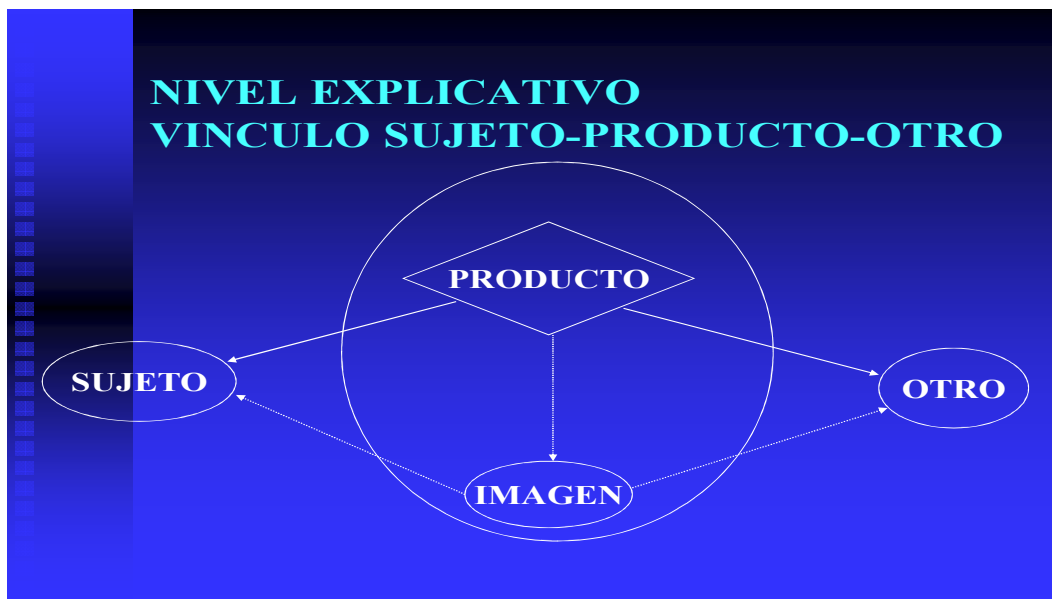 NIVEL EXPLICATIVO
VINCULO SUJETO-PRODUCTO-OTRO
PRODUCTO
SUJETO
OTRO
IMAGEN